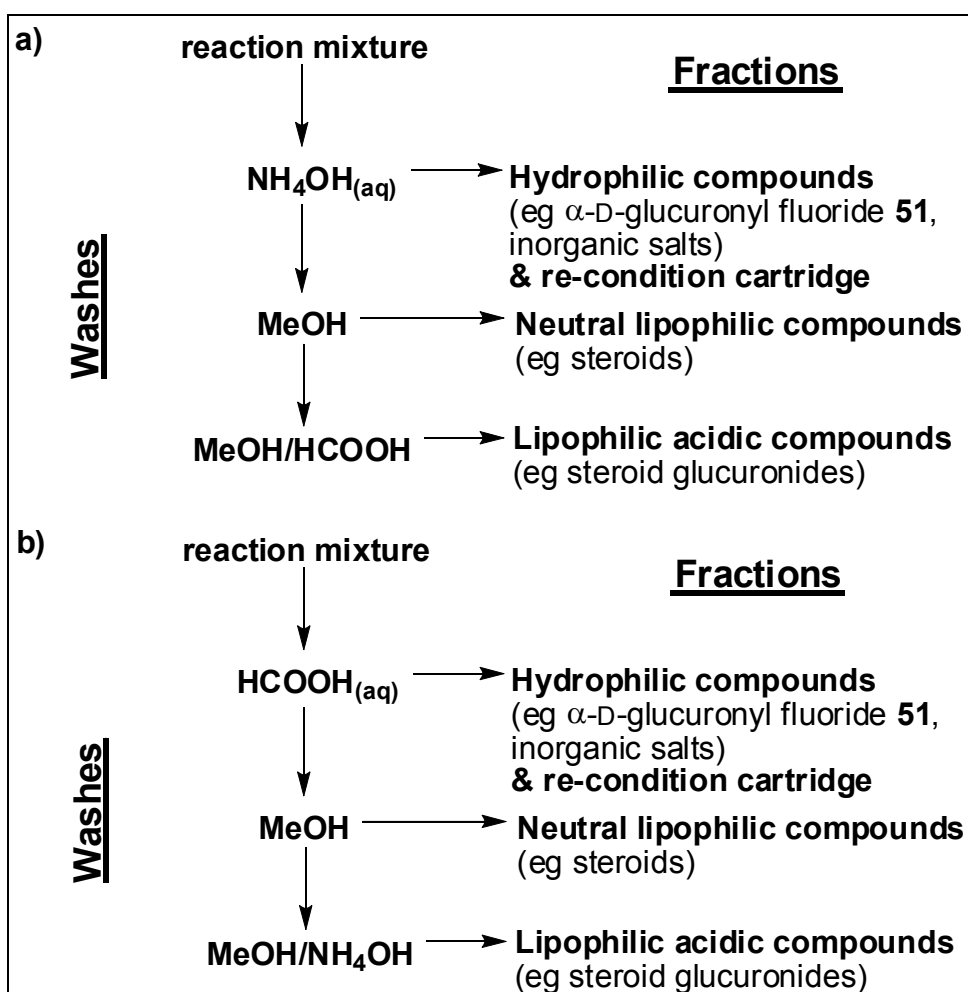 a)
reaction mixture
Fractions
Washes
NH₄OH(aq)
Hydrophilic compounds
(eg α-D-glucuronyl fluoride 51,
inorganic salts)
& re-condition cartridge
MeOH
Neutral lipophilic compounds
(eg steroids)
MeOH/HCOOH
Lipophilic acidic compounds
(eg steroid glucuronides)
b)
reaction mixture
Fractions
Washes
HCOOH(aq)
Hydrophilic compounds
(eg α-D-glucuronyl fluoride 51,
inorganic salts)
& re-condition cartridge
MeOH
Neutral lipophilic compounds
(eg steroids)
MeOH/NH₄OH
Lipophilic acidic compounds
(eg steroid glucuronides)